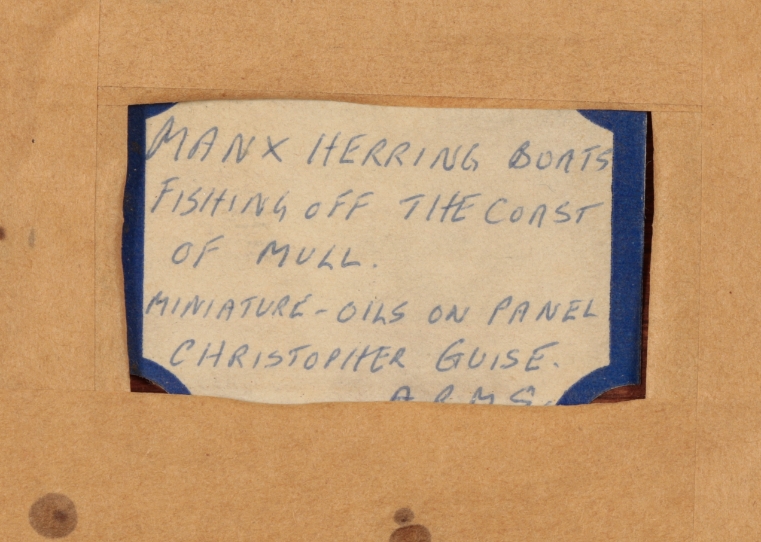 MANX HERRING BOATS
FISHING OFF THE COAST
OF MULL.
MINIATURE - OILS ON PANEL
CHRISTOPHER GUISE.
A.R.M.S.